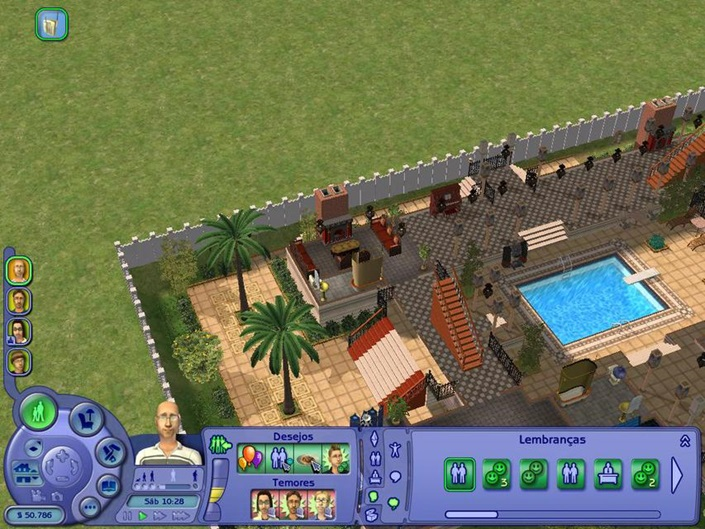 Desejos
Temores
Lembranças
3
2
Sáb 10:28
$ 50.786